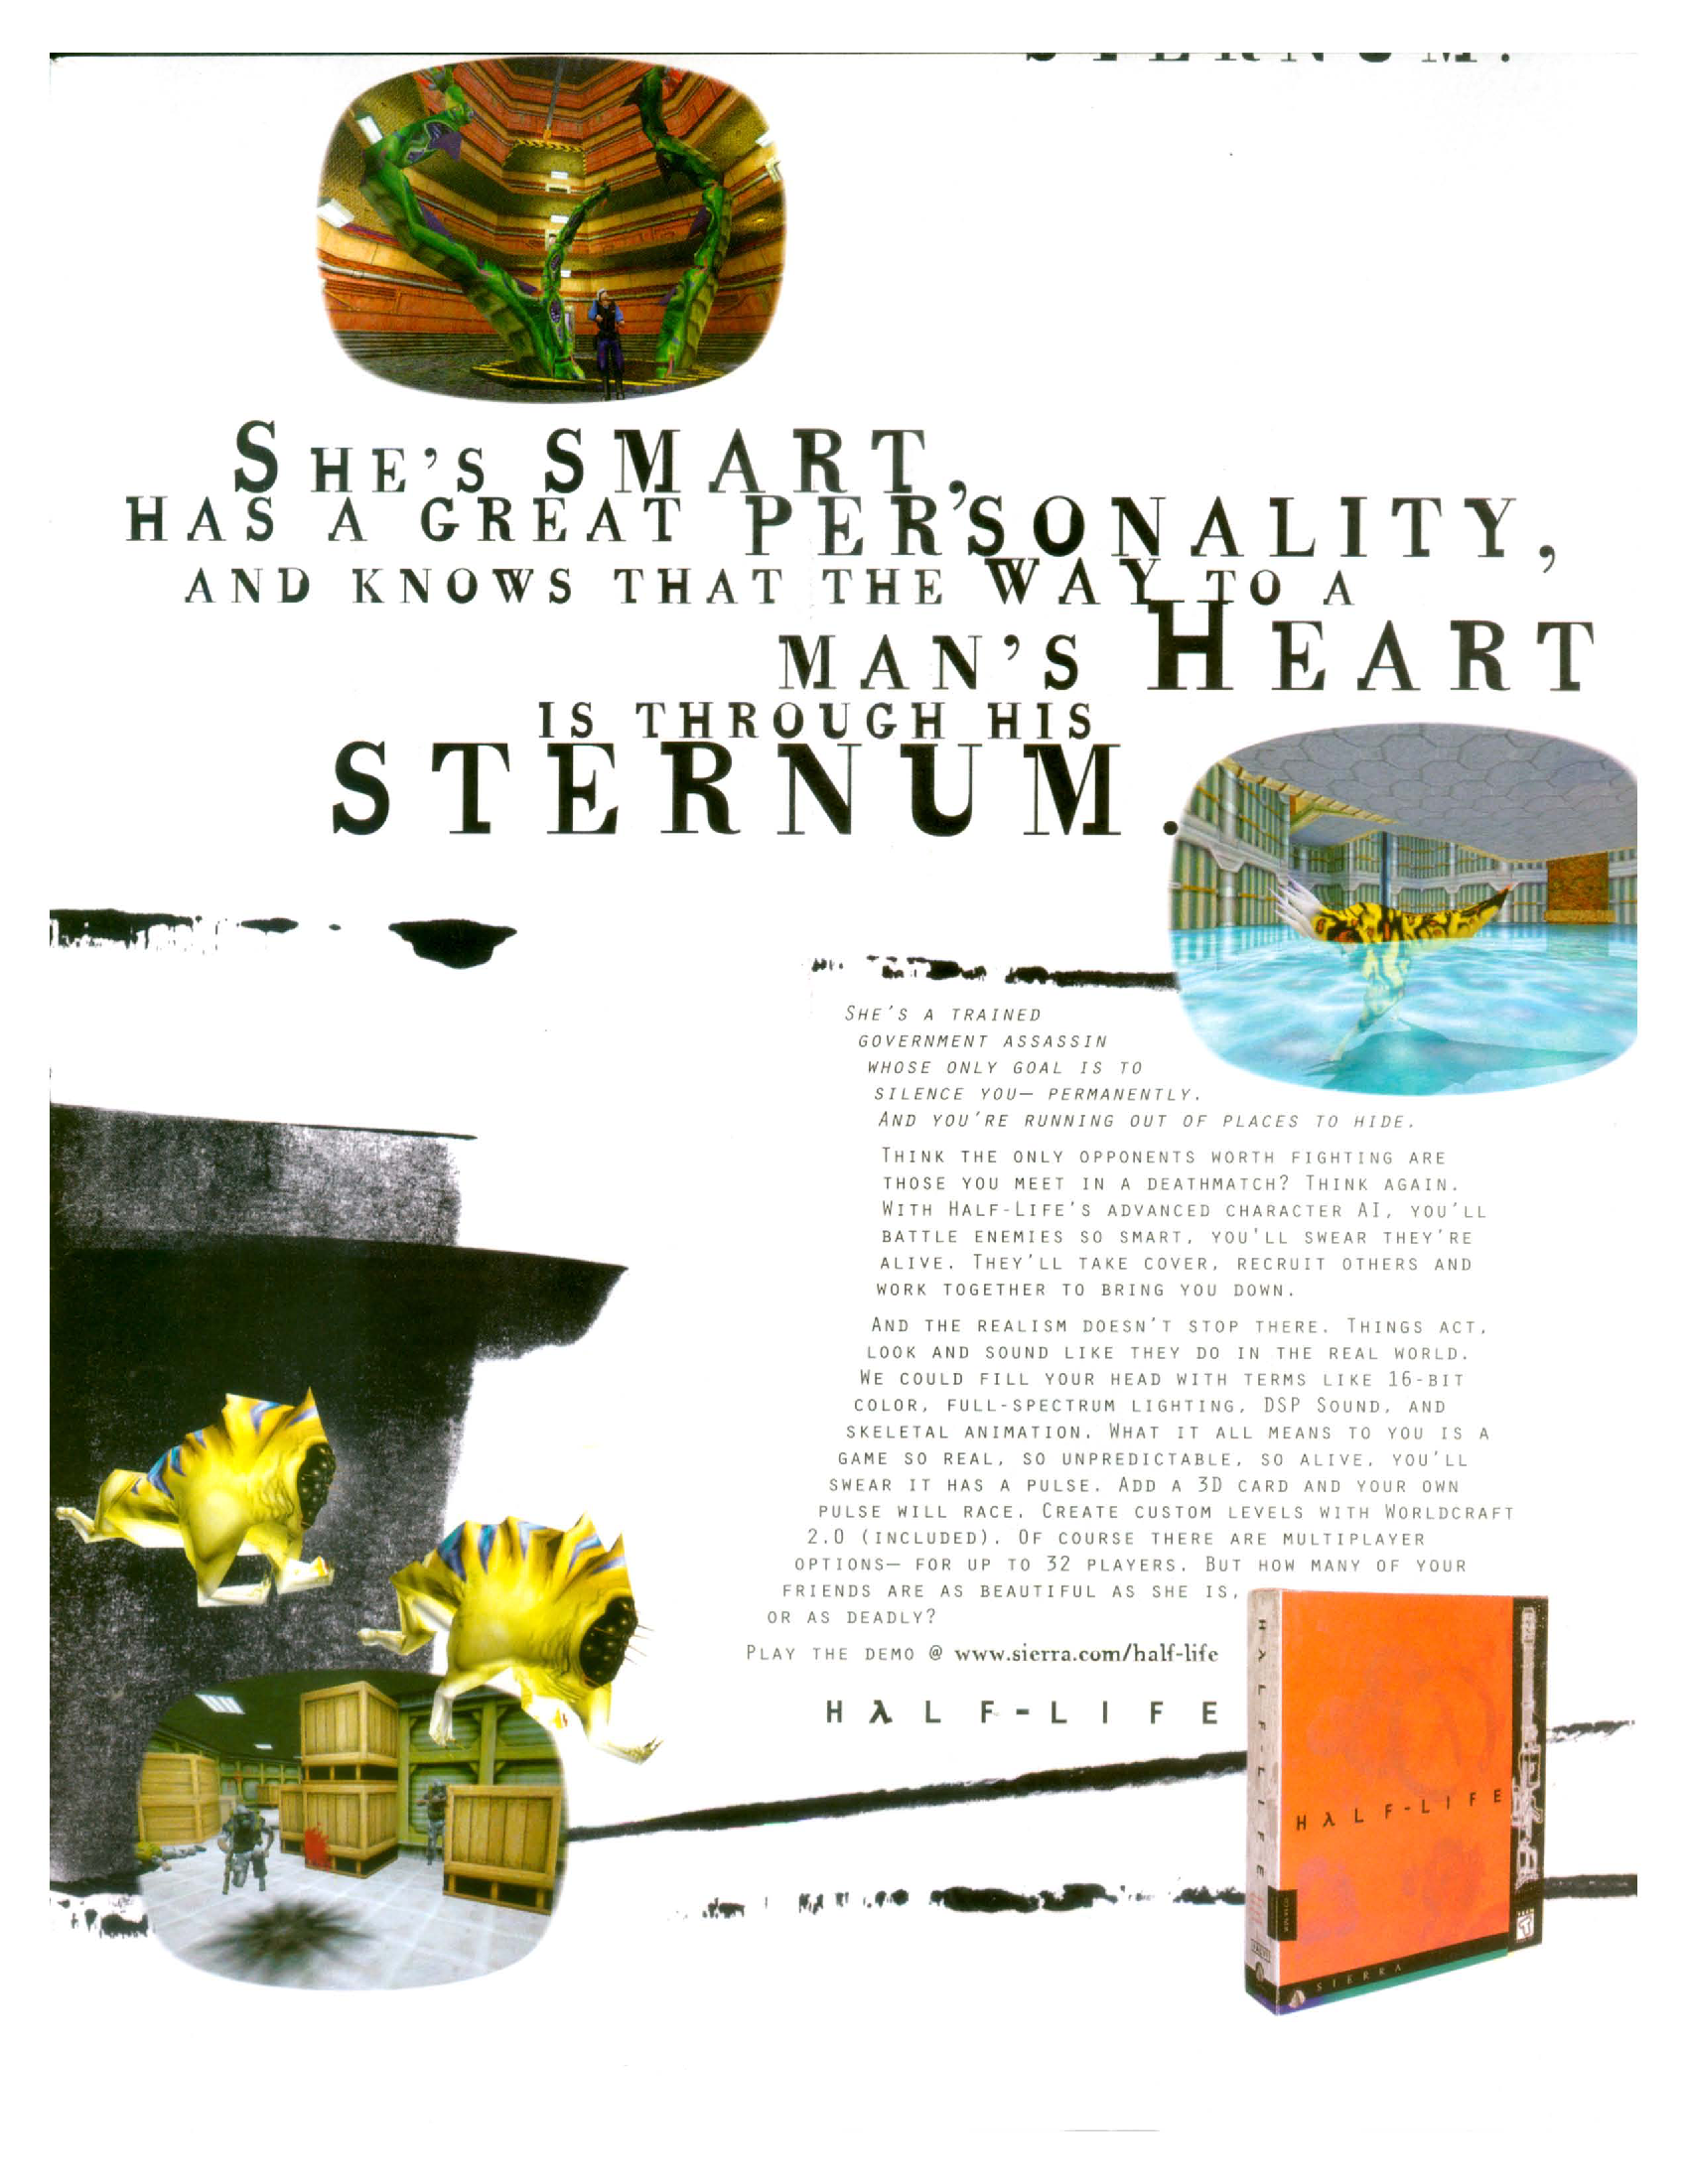 STERNUM.
SHE'S SMART,
HAS A GREAT PERSONALITY,
AND KNOWS THAT THE WAY TO A
MAN'S HEART
IS THROUGH HIS
STERNUM.
SHE'S A TRAINED
GOVERNMENT ASSASSIN
WHOSE ONLY GOAL IS TO
SILENCE YOU— PERMANENTLY.
AND YOU'RE RUNNING OUT OF PLACES TO HIDE.
THINK THE ONLY OPPONENTS WORTH FIGHTING ARE
THOSE YOU MEET IN A DEATHMATCH? THINK AGAIN.
WITH HALF-LIFE'S ADVANCED CHARACTER AI, YOU'LL
BATTLE ENEMIES SO SMART, YOU'LL SWEAR THEY'RE
ALIVE. THEY'LL TAKE COVER, RECRUIT OTHERS AND
WORK TOGETHER TO BRING YOU DOWN.
AND THE REALISM DOESN'T STOP THERE. THINGS ACT,
LOOK AND SOUND LIKE THEY DO IN THE REAL WORLD.
WE COULD FILL YOUR HEAD WITH TERMS LIKE 16-BIT
COLOR, FULL-SPECTRUM LIGHTING, DSP SOUND, AND
SKELETAL ANIMATION. WHAT IT ALL MEANS TO YOU IS A
GAME SO REAL, SO UNPREDICTABLE, SO ALIVE, YOU'LL
SWEAR IT HAS A PULSE. ADD A 3D CARD AND YOUR OWN
PULSE WILL RACE. CREATE CUSTOM LEVELS WITH WORLDCRAFT
2.0 (INCLUDED). OF COURSE THERE ARE MULTIPLAYER
OPTIONS— FOR UP TO 32 PLAYERS. BUT HOW MANY OF YOUR
FRIENDS ARE AS BEAUTIFUL AS SHE IS,
OR AS DEADLY?
PLAY THE DEMO @ www.sierra.com/half-life
HλLF-LIFE
HλLF-LIFE
HλLF-LIFE
SIERRA